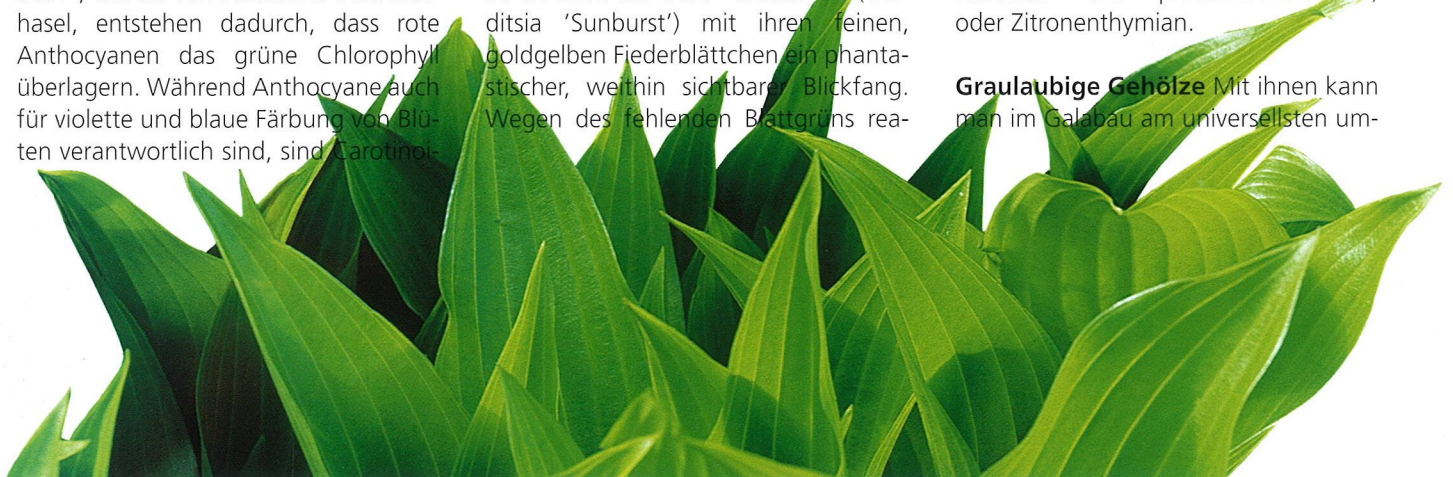 hasel, entstehen dadurch, dass rote
Anthocyanen das grüne Chlorophyll
überlagern. Während Anthocyane auch
für violette und blaue Färbung von Blü-
ten verantwortlich sind, sind Carotinoi-
ditsia ’Sunburst’) mit ihren feinen,
goldgelben Fiederblättchen ein phanta-
stischer, weithin sichtbarer Blickfang.
Wegen des fehlenden Blattgrüns rea-
oder Zitronenthymian.
Graulaubige Gehölze Mit ihnen kann
man im Galabau am universellsten um-